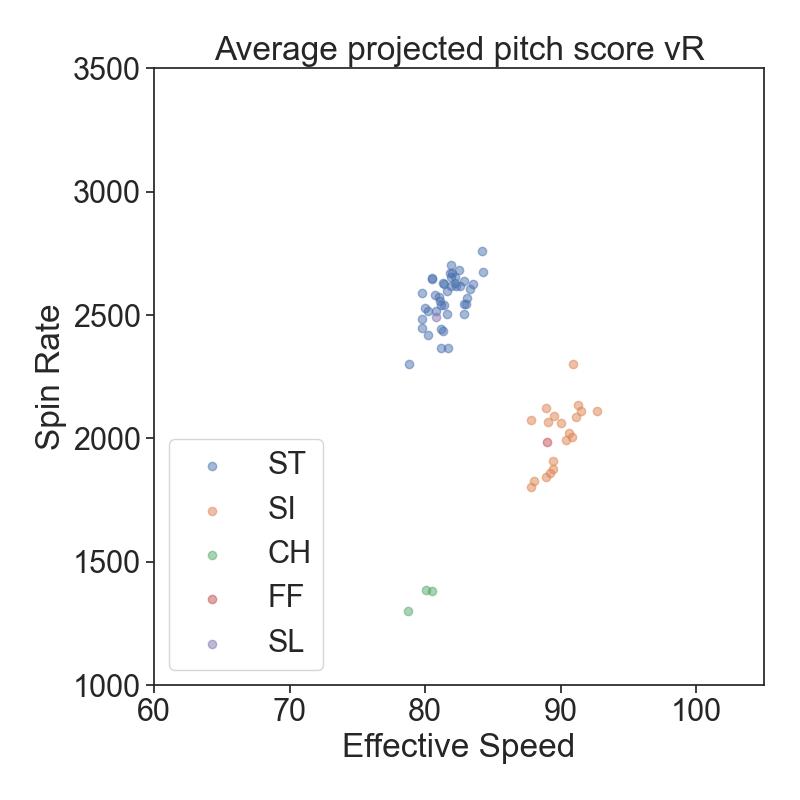 Average projected pitch score vR
3500
3000
2500
2000
1500
1000
Spin Rate
ST
SI
CH
FF
SL
60 70 80 90 100
Effective Speed